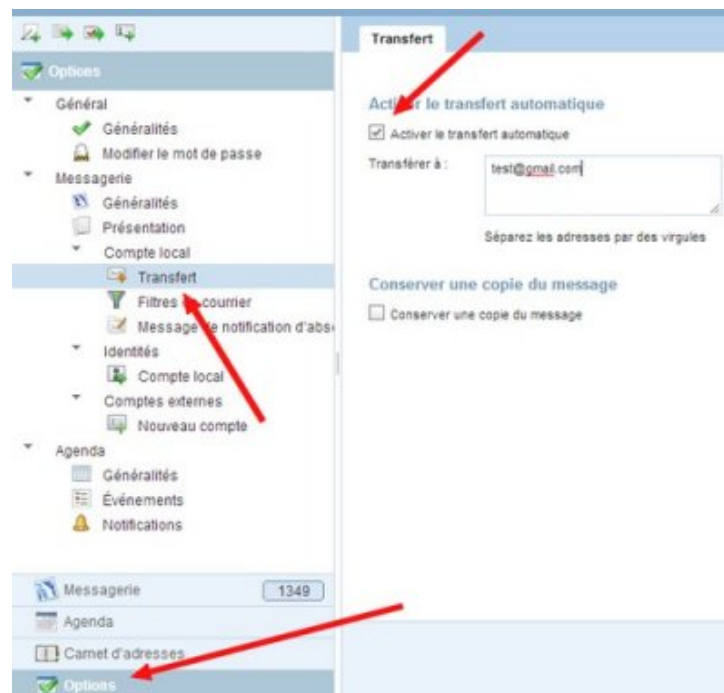 Options
Général
Généralités
Modifier le mot de passe
Messagerie
Généralités
Présentation
Compte local
Transfert
Filtres courrier
Message de notification d'abs
Identités
Compte local
Comptes externes
Nouveau compte
Agenda
Généralités
Événements
Notifications
Messagerie 1349
Agenda
Carnet d'adresses
Options
Transfert
Activer le transfert automatique
Activer le transfert automatique
Transférer à :
test@gmail.com
Séparez les adresses par des virgules
Conserver une copie du message
Conserver une copie du message